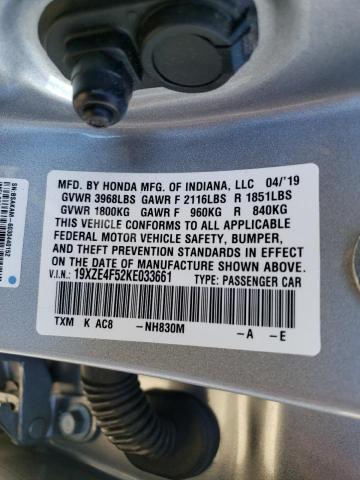 MFD. BY HONDA MFG. OF INDIANA, LLC 04/'19
GVWR 3968LBS GAWR F 2116LBS R 1851LBS
GVWR 1800KG GAWR F 960KG R 840KG
THIS VEHICLE CONFORMS TO ALL APPLICABLE
FEDERAL MOTOR VEHICLE SAFETY, BUMPER,
AND THEFT PREVENTION STANDARDS IN EFFECT
ON THE DATE OF MANUFACTURE SHOWN ABOVE.
V.I.N.: 19XZE4F52KE033661 TYPE: PASSENGER CAR
TXM K AC8 -NH830M -A -E